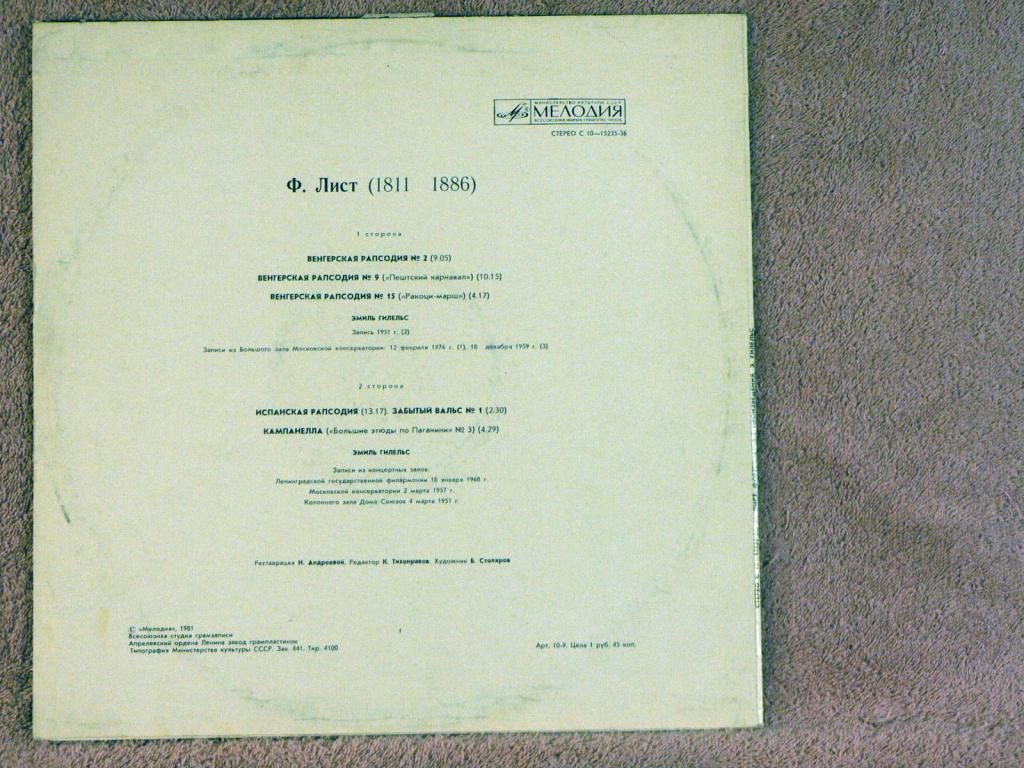 МИНИСТЕРСТВО КУЛЬТУРЫ СССР
МЕЛОДИЯ
ВСЕСОЮЗНАЯ ФИРМА ГРАМПЛАСТИНОК
СТЕРЕО С 10—15235-36
Ф. Лист (1811 1886)
1 сторона
ВЕНГЕРСКАЯ РАПСОДИЯ № 2 (9.05)
ВЕНГЕРСКАЯ РАПСОДИЯ № 9 («Пештский карнавал») (10.15)
ВЕНГЕРСКАЯ РАПСОДИЯ № 15 («Ракоци-марш») (4.17)
ЭМИЛЬ ГИЛЕЛЬС
Запись 1951 г. (2)
Записи из Большого зала Московской консерватории: 12 февраля 1976 г. (1), 18 декабря 1959 г. (3)
2 сторона
ИСПАНСКАЯ РАПСОДИЯ (13.17). ЗАБЫТЫЙ ВАЛЬС № 1 (2.30)
КАМПАНЕЛЛА («Большие этюды по Паганини» № 3) (4.29)
ЭМИЛЬ ГИЛЕЛЬС
Записи из концертных залов:
Ленинградской государственной филармонии 18 января 1968 г.
Московской консерватории 2 марта 1957 г.
Колонного зала Дома Союзов 4 марта 1951 г.
Реставрация Н. Андреевой. Редактор К. Тихонравов. Художник Б. Столяров
© «Мелодия», 1981
Всесоюзная студия грамзаписи
Апрелевский ордена Ленина завод грампластинок
Типография Министерства культуры СССР. Зак. 441. Тир. 4100
Арт. 10-9. Цена 1 руб. 45 коп.
Э. ГИЛЕЛЬС